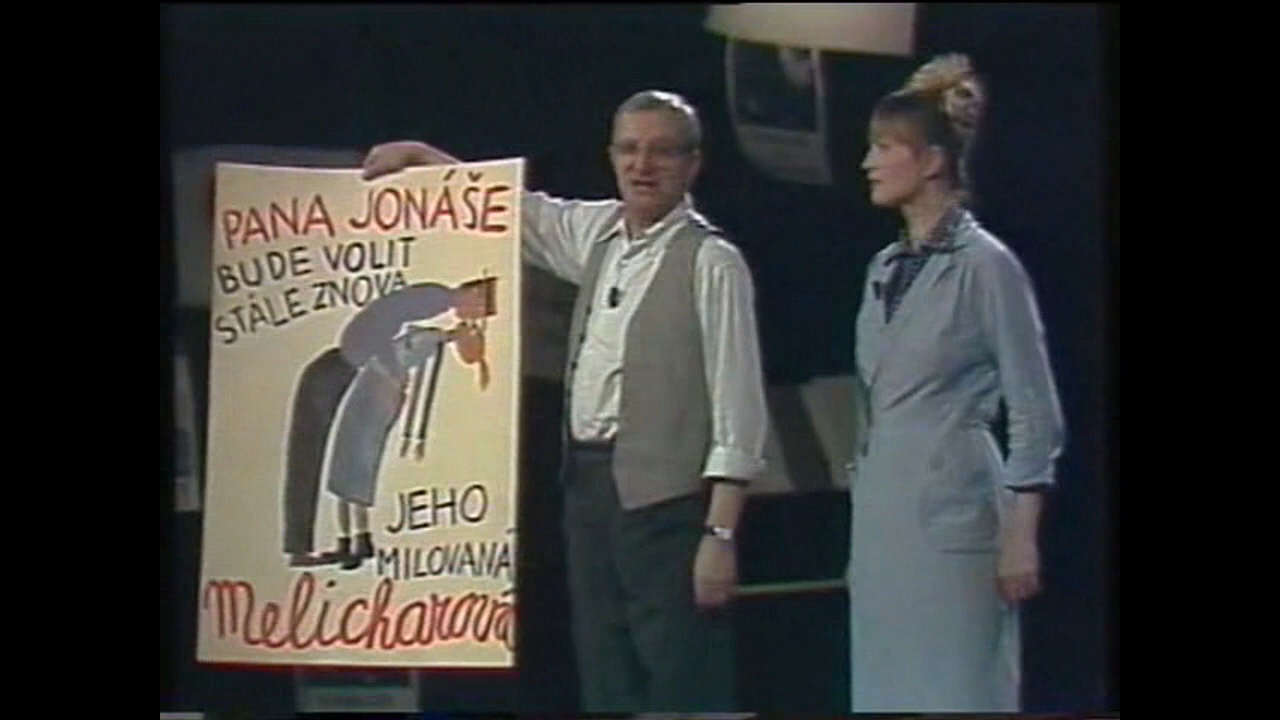 PANA JONÁŠE
BUDE VOLIT
STÁLE ZNOVA
JEHO
MILOVANÁ
Melicharová